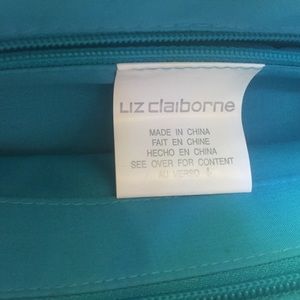 LIZ claiborne
MADE IN CHINA
FAIT EN CHINE
HECHO EN CHINA
SEE OVER FOR CONTENT
AU VERSO